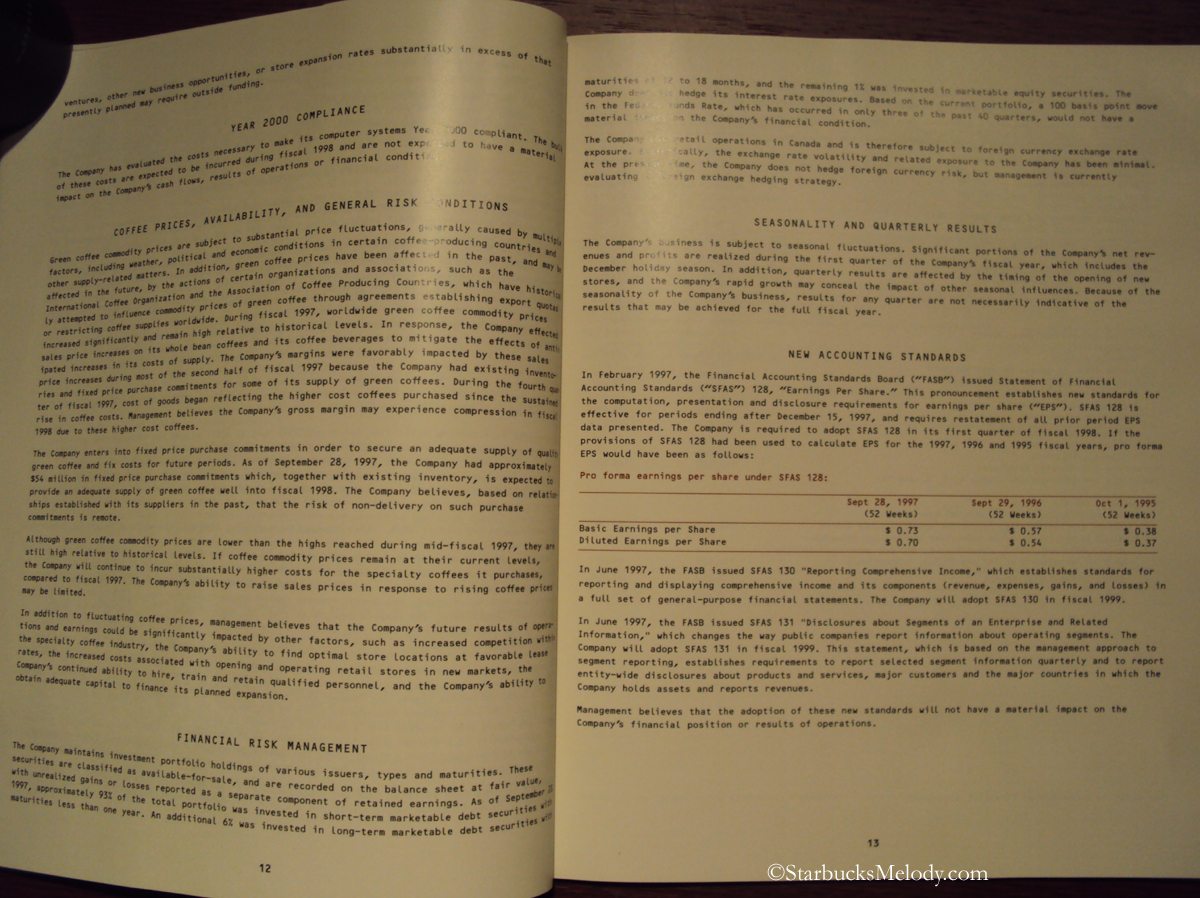 ventures, other new business opportunities, or store expansion rates substantially in excess of that
presently planned may require outside funding.
YEAR 2000 COMPLIANCE
The Company has evaluated the costs necessary to make its computer systems Year 2000 compliant. The bulk
of these costs are expected to be incurred during fiscal 1998 and are not expected to have a material
impact on the Company's cash flows, results of operations or financial condition.
COFFEE PRICES, AVAILABILITY, AND GENERAL RISK CONDITIONS
Green coffee commodity prices are subject to substantial price fluctuations, generally caused by multiple
factors, including weather, political and economic conditions in certain coffee-producing countries and
other supply-related matters. In addition, green coffee prices have been affected in the past, and may be
affected in the future, by the actions of certain organizations and associations, such as the
International Coffee Organization and the Association of Coffee Producing Countries, which have historical
ly attempted to influence commodity prices of green coffee through agreements establishing export quotas
or restricting coffee supplies worldwide. During fiscal 1997, worldwide green coffee commodity prices
increased significantly and remain high relative to historical levels. In response, the Company effected
sales price increases on its whole bean coffees and its coffee beverages to mitigate the effects of antic
ipated increases in its costs of supply. The Company's margins were favorably impacted by these sales
price increases during most of the second half of fiscal 1997 because the Company had existing invento-
ries and fixed purchase commitments for some of its supply of green coffees. During the fourth quar
ter of fiscal 1997, cost of goods began reflecting the higher cost coffees purchased since the sustained
rise in coffee costs. Management believes the Company's gross margin may experience compression in fiscal
1998 due to these higher cost coffees.
The Company enters into fixed price purchase commitments in order to secure an adequate supply of quality
green coffee and fix costs for future periods. As of September 28, 1997, the Company had approximately
$54 million in fixed price purchase commitments which, together with existing inventory, is expected to
provide an adequate supply of green coffee well into fiscal 1998. The Company believes, based on relation
ships established with its suppliers in the past, that the risk of non-delivery on such purchase
commitments is remote.
Although green coffee commodity prices are lower than the highs reached during mid-fiscal 1997, they are
still high relative to historical levels. If coffee commodity prices remain at their current levels,
the Company will continue to incur substantially higher costs for the specialty coffees it purchases,
compared to fiscal 1997. The Company's ability to raise sales prices in response to rising coffee prices
may be limited.
In addition to fluctuating coffee prices, management believes that the Company's future results of opera-
tions and earnings could be significantly impacted by other factors, such as increased competition within
the specialty coffee industry, the Company's ability to find optimal store locations at favorable lease
rates, the increased costs associated with opening and operating retail stores in new markets, the
Company's continued ability to hire, train and retain qualified personnel, and the Company's ability to
obtain adequate capital to finance its planned expansion.
FINANCIAL RISK MANAGEMENT
The Company maintains investment portfolio holdings of various issuers, types and maturities. These
securities are classified as available-for-sale, and are recorded on the balance sheet at fair value,
with unrealized gains or losses reported as a separate component of retained earnings. As of September 28
1997, approximately 93% of the total portfolio was invested in short-term marketable debt securities with
maturities less than one year. An additional 6% was invested in long-term marketable debt securities with
12
maturities of 12 to 18 months, and the remaining 1% was invested in marketable equity securities. The
Company does not hedge its interest rate exposures. Based on the current portfolio, a 100 basis point move
in the Federal Funds Rate, which has occurred in only three of the past 40 quarters, would not have a
material impact on the Company's financial condition.
The Company retail operations in Canada and is therefore subject to foreign currency exchange rate
exposure. the exchange rate volatility and related exposure to the Company has been minimal.
At the present time, the Company does not hedge foreign currency risk, but management is currently
evaluating foreign exchange hedging strategy.
SEASONALITY AND QUARTERLY RESULTS
The Company's business is subject to seasonal fluctuations. Significant portions of the Company's net rev-
enues and profits are realized during the first quarter of the Company's fiscal year, which includes the
December holiday season. In addition, quarterly results are affected by the timing of the opening of new
stores, and the Company's rapid growth may conceal the impact of other seasonal influences. Because of the
seasonality of the Company's business, results for any quarter are not necessarily indicative of the
results that may be achieved for the full fiscal year.
NEW ACCOUNTING STANDARDS
In February 1997, the Financial Accounting Standards Board ("FASB") issued Statement of Financial
Accounting Standards ("SFAS") 128, "Earnings Per Share." This pronouncement establishes new standards for
the computation, presentation and disclosure requirements for earnings per share ("EPS"). SFAS 128 is
effective for periods ending after December 15, 1997, and requires restatement of all prior period EPS
data presented. The Company is required to adopt SFAS 128 in its first quarter of fiscal 1998. If the
provisions of SFAS 128 had been used to calculate EPS for the 1997, 1996 and 1995 fiscal years, pro forma
EPS would have been as follows:
Pro forma earnings per share under SFAS 128:
Sept 28, 1997 Sept 29, 1996 Oct 1, 1995
(52 Weeks) (52 Weeks) (52 Weeks)
Basic Earnings per Share $ 0.73 $ 0.57 $ 0.38
Diluted Earnings per Share $ 0.70 $ 0.54 $ 0.37
In June 1997, the FASB issued SFAS 130 "Reporting Comprehensive Income," which establishes standards for
reporting and displaying comprehensive income and its components (revenue, expenses, gains, and losses) in
a full set of general-purpose financial statements. The Company will adopt SFAS 130 in fiscal 1999.
In June 1997, the FASB issued SFAS 131 "Disclosures about Segments of an Enterprise and Related
Information," which changes the way public companies report information about operating segments. The
Company will adopt SFAS 131 in fiscal 1999. This statement, which is based on the management approach to
segment reporting, establishes requirements to report selected segment information quarterly and to report
entity-wide disclosures about products and services, major customers and the major countries in which the
Company holds assets and reports revenues.
Management believes that the adoption of these new standards will not have a material impact on the
Company's financial position or results of operations.
13
©StarbucksMelody.com